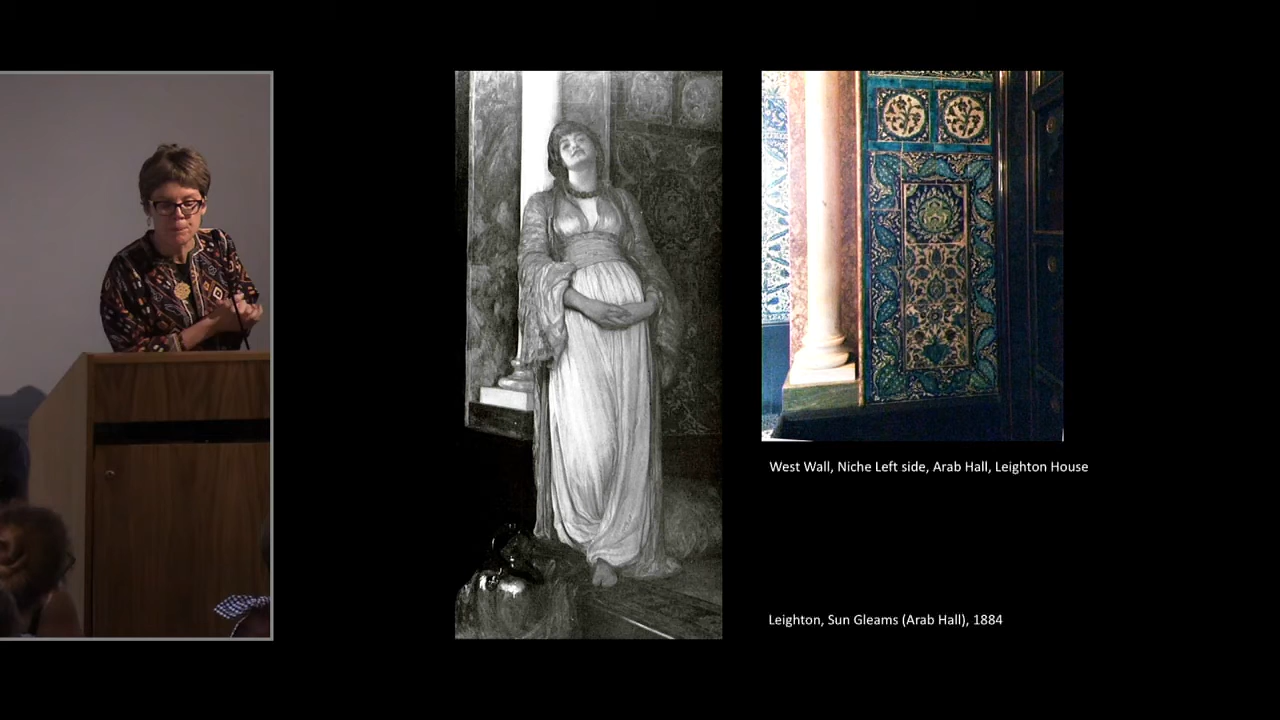 West Wall, Niche Left side, Arab Hall, Leighton House
Leighton, Sun Gleams (Arab Hall), 1884